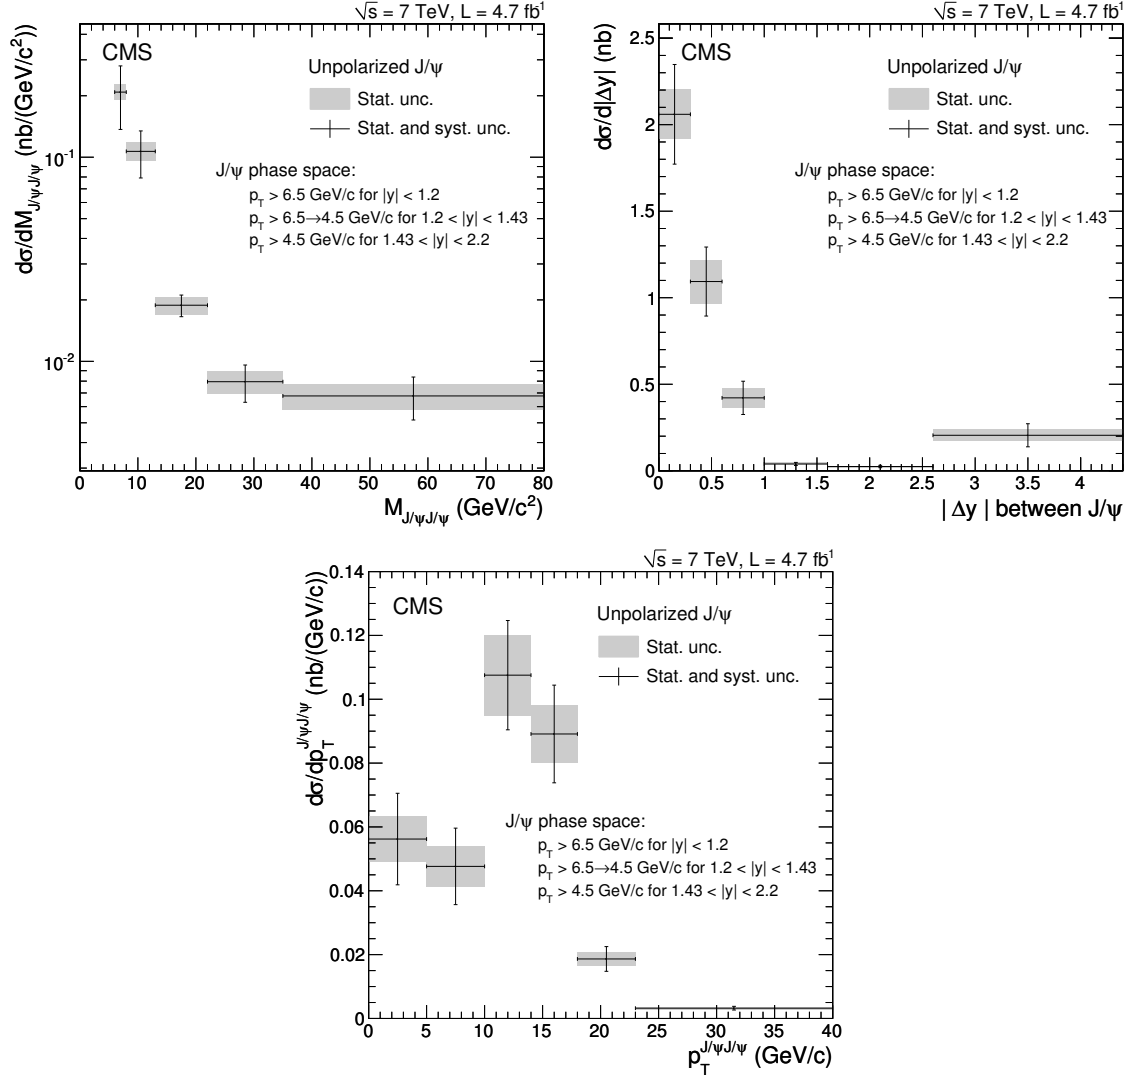 √s = 7 TeV, L = 4.7 fb⁻¹
CMS
Unpolarized J/ψ
Stat. unc.
Stat. and syst. unc.
J/ψ phase space:
p_T > 6.5 GeV/c for |y| < 1.2
p_T > 6.5→4.5 GeV/c for 1.2 < |y| < 1.43
p_T > 4.5 GeV/c for 1.43 < |y| < 2.2
dσ/dM_J/ψJ/ψ (nb/(GeV/c²))
10⁻¹
10⁻²
0 10 20 30 40 50 60 70 80
M_J/ψJ/ψ (GeV/c²)
√s = 7 TeV, L = 4.7 fb⁻¹
CMS
Unpolarized J/ψ
Stat. unc.
Stat. and syst. unc.
J/ψ phase space:
p_T > 6.5 GeV/c for |y| < 1.2
p_T > 6.5→4.5 GeV/c for 1.2 < |y| < 1.43
p_T > 4.5 GeV/c for 1.43 < |y| < 2.2
dσ/d|Δy| (nb)
2.5
2
1.5
1
0.5
0
0 0.5 1 1.5 2 2.5 3 3.5 4
| Δy | between J/ψ
√s = 7 TeV, L = 4.7 fb⁻¹
CMS
Unpolarized J/ψ
Stat. unc.
Stat. and syst. unc.
J/ψ phase space:
p_T > 6.5 GeV/c for |y| < 1.2
p_T > 6.5→4.5 GeV/c for 1.2 < |y| < 1.43
p_T > 4.5 GeV/c for 1.43 < |y| < 2.2
dσ/dp_T^J/ψJ/ψ (nb/(GeV/c))
0.14
0.12
0.1
0.08
0.06
0.04
0.02
0
0 5 10 15 20 25 30 35 40
p_T^J/ψJ/ψ (GeV/c)